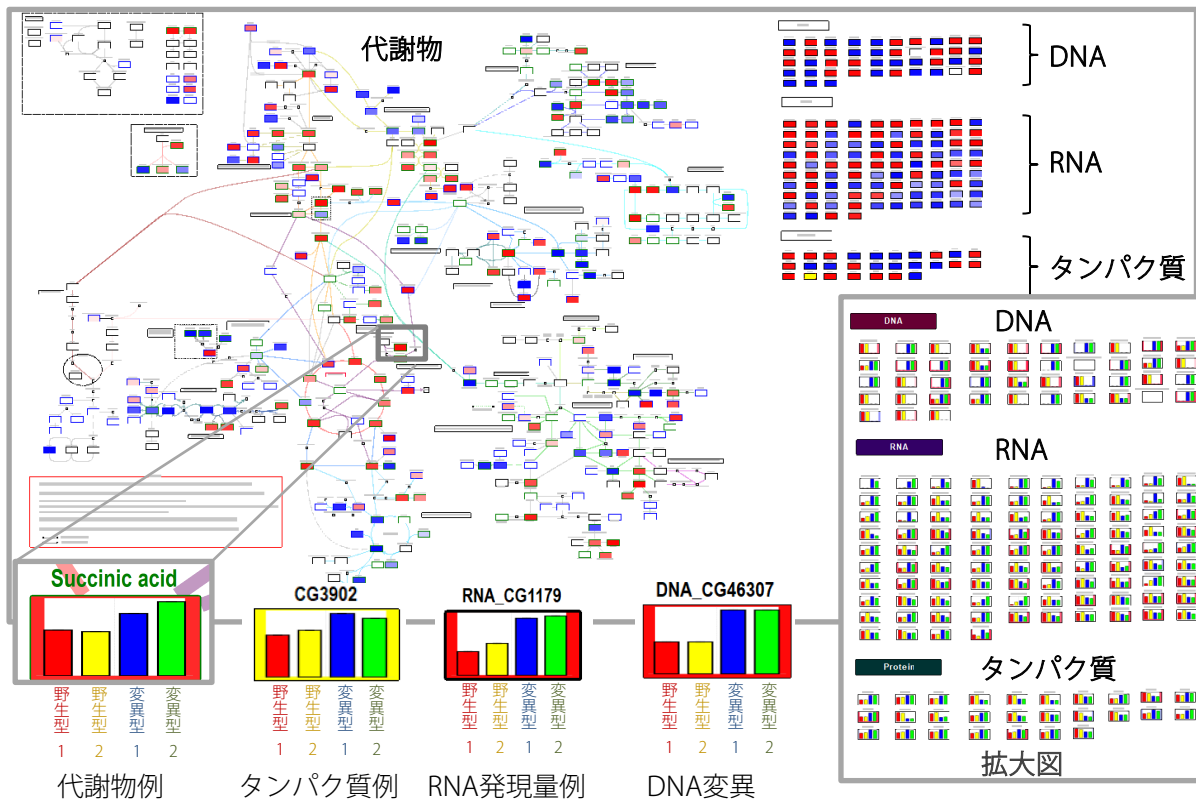 代謝物
DNA
RNA
タンパク質
DNA
DNA
RNA
RNA
Protein
タンパク質
拡大図
Succinic acid
野生型 1
野生型 2
変異型 1
変異型 2
代謝物例
CG3902
野生型 1
野生型 2
変異型 1
変異型 2
タンパク質例
RNA_CG1179
野生型 1
野生型 2
変異型 1
変異型 2
RNA発現量例
DNA_CG46307
野生型 1
野生型 2
変異型 1
変異型 2
DNA変異